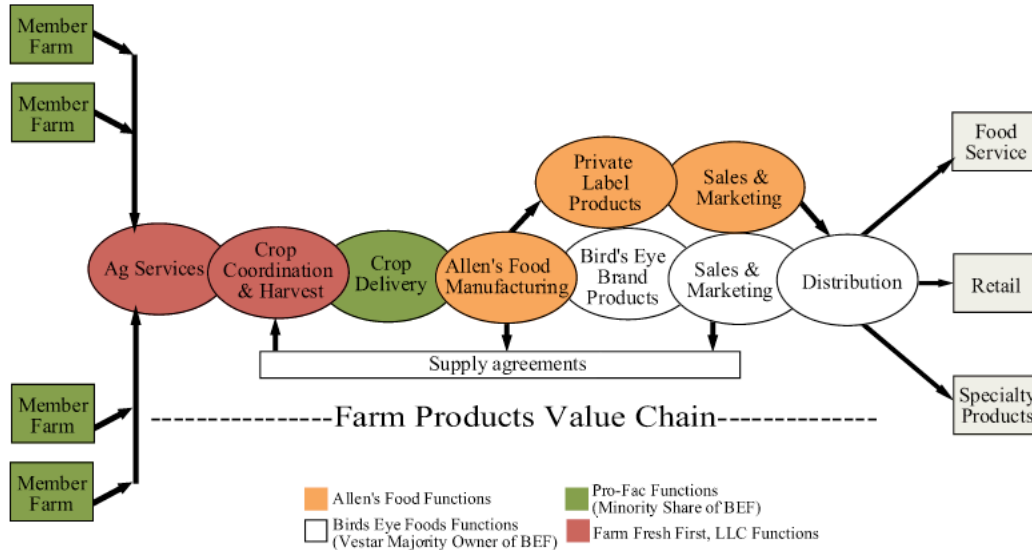 Member
Farm
Member
Farm
Private
Label
Products
Sales &
Marketing
Food
Service
Ag Services
Crop
Coordination
& Harvest
Crop
Delivery
Allen's Food
Manufacturing
Bird's Eye
Brand
Products
Sales &
Marketing
Distribution
Retail
Supply agreements
Specialty
Products
Member
Farm
Member
Farm
Farm Products Value Chain
Allen's Food Functions
Birds Eye Foods Functions
(Vestar Majority Owner of BEF)
Pro-Fac Functions
(Minority Share of BEF)
Farm Fresh First, LLC Functions